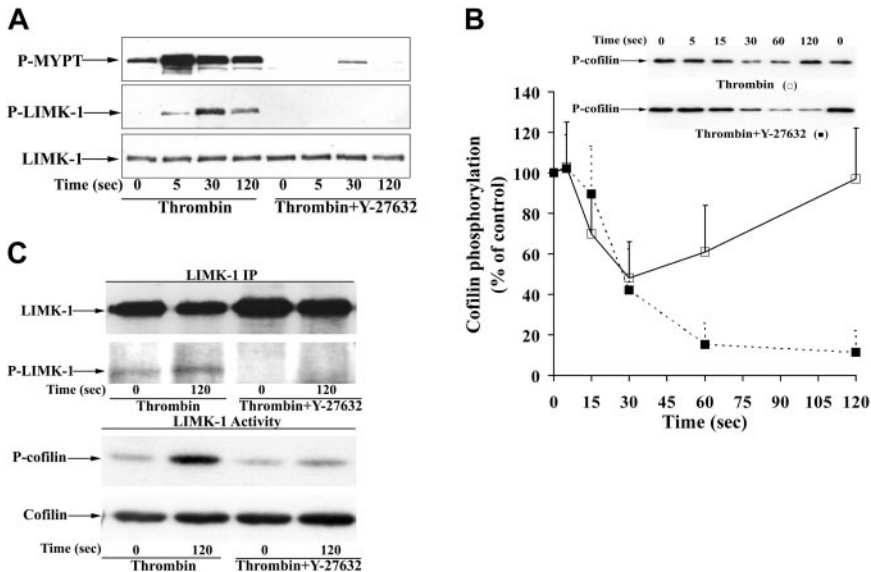 A
P-MYPT
P-LIMK-1
LIMK-1
Time (sec) 0 5 30 120 0 5 30 120
Thrombin Thrombin+Y-27632
B
Time (sec) 0 5 15 30 60 120 0
P-cofilin
Thrombin (□)
P-cofilin
Thrombin+Y-27632 (■)
Cofilin phosphorylation
(% of control)
140
120
100
80
60
40
20
0
0 15 30 45 60 75 90 105 120
Time (sec)
C
LIMK-1 IP
LIMK-1
P-LIMK-1
Time (sec) 0 120 0 120
Thrombin Thrombin+Y-27632
LIMK-1 Activity
P-cofilin
Cofilin
Time (sec) 0 120 0 120
Thrombin Thrombin+Y-27632